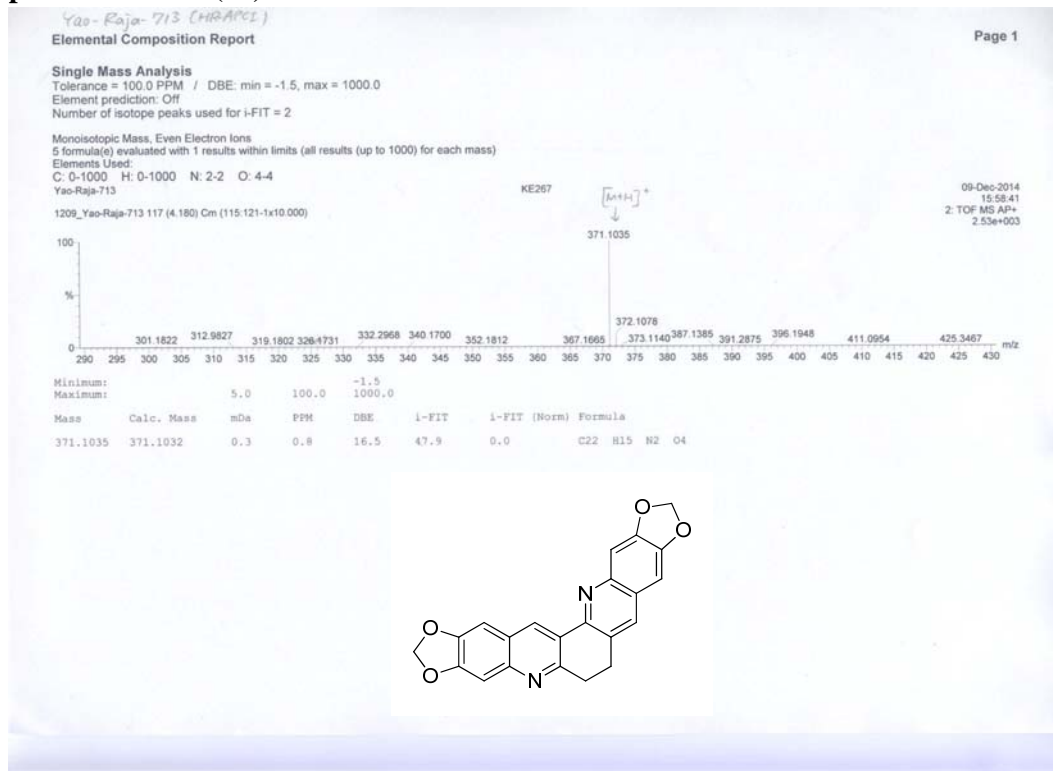 Yao-Raja-713 (HRAPCI)
Elemental Composition Report Page 1
Single Mass Analysis
Tolerance = 100.0 PPM / DBE: min = -1.5, max = 1000.0
Element prediction: Off
Number of isotope peaks used for i-FIT = 2
Monoisotopic Mass, Even Electron Ions
5 formula(e) evaluated with 1 results within limits (all results (up to 1000) for each mass)
Elements Used:
C: 0-1000 H: 0-1000 N: 2-2 O: 4-4
Yao-Raja-713 KE267 [M+H]+ 09-Dec-2014
15:58:41
1209_Yao-Raja-713 117 (4.180) Cm (115:121-1x10.000) 2: TOF MS AP+
2.53e+003
371.1035
100
%
0
301.1822 312.9827 319.1802 332.2968 340.1700 352.1812 367.1665 372.1078 373.1140 387.1385 391.2875 396.1948 411.0954 425.3467
290 295 300 305 310 315 320 325 330 335 340 345 350 355 360 365 370 375 380 385 390 395 400 405 410 415 420 425 430 m/z
Minimum: -1.5
Maximum: 5.0 100.0 1000.0
Mass Calc. Mass mDa PPM DBE i-FIT i-FIT (Norm) Formula
371.1035 371.1032 0.3 0.8 16.5 47.9 0.0 C22 H15 N2 O4
O
O
N
O
O
N